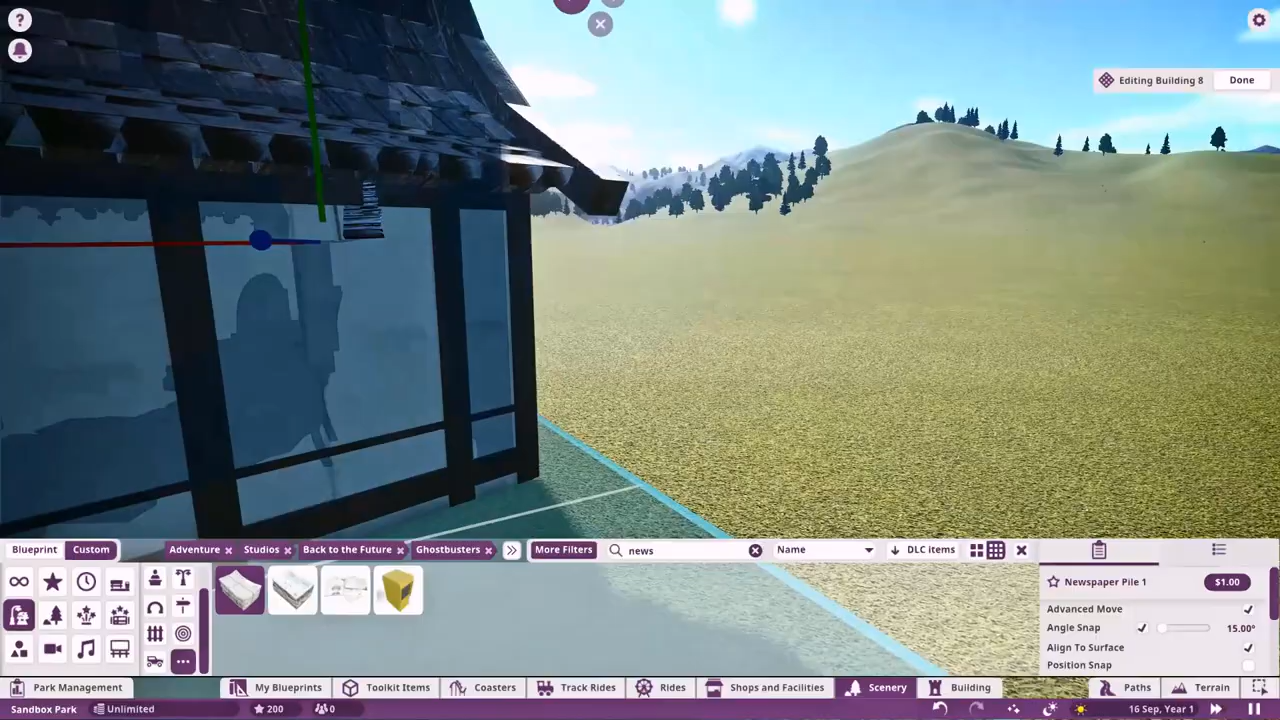 ?
Editing Building 8 Done
Blueprint Custom Adventure × Studios × Back to the Future × Ghostbusters × More Filters news Name DLC items
Newspaper Pile 1 $1.00
Advanced Move
Angle Snap 15.00°
Align To Surface
Position Snap
Park Management My Blueprints Toolkit Items Coasters Track Rides Rides Shops and Facilities Scenery Building Paths Terrain
Sandbox Park Unlimited 200 0 16 Sep, Year 1